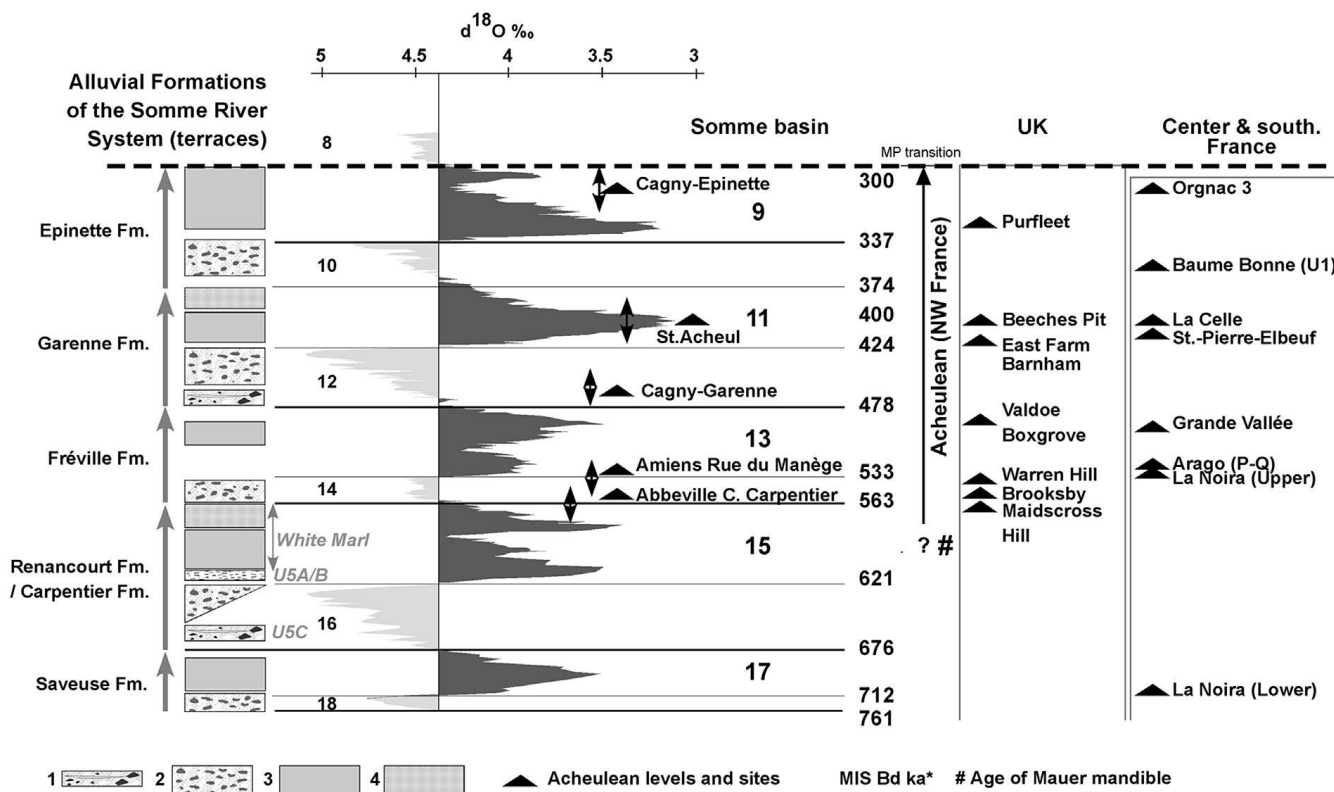 d18O ‰
5 4.5 4 3.5 3
Alluvial Formations
of the Somme River
System (terraces)
Somme basin
UK
Center & south.
France
8
MP transition
300
Cagny-Epinette
Orgnac 3
9
Purfleet
Epinette Fm.
337
10
Baume Bonne (U1)
374
400
11
St.Acheul
Beeches Pit
La Celle
St.-Pierre-Elbeuf
Garenne Fm.
424
East Farm
Barnham
12
Cagny-Garenne
478
Acheulean (NW France)
13
Valdoe
Boxgrove
Grande Vallée
Fréville Fm.
Amiens Rue du Manège
533
Arago (P-Q)
La Noira (Upper)
14
Warren Hill
Abbeville C. Carpentier
563
Brooksby
Maidscross
Hill
White Marl
15
? #
Renancourt Fm.
/ Carpentier Fm.
U5A/B
621
16
U5C
676
Saveuse Fm.
17
La Noira (Lower)
18
712
761
1 2 3 4
Acheulean levels and sites
MIS Bd ka*
# Age of Mauer mandible